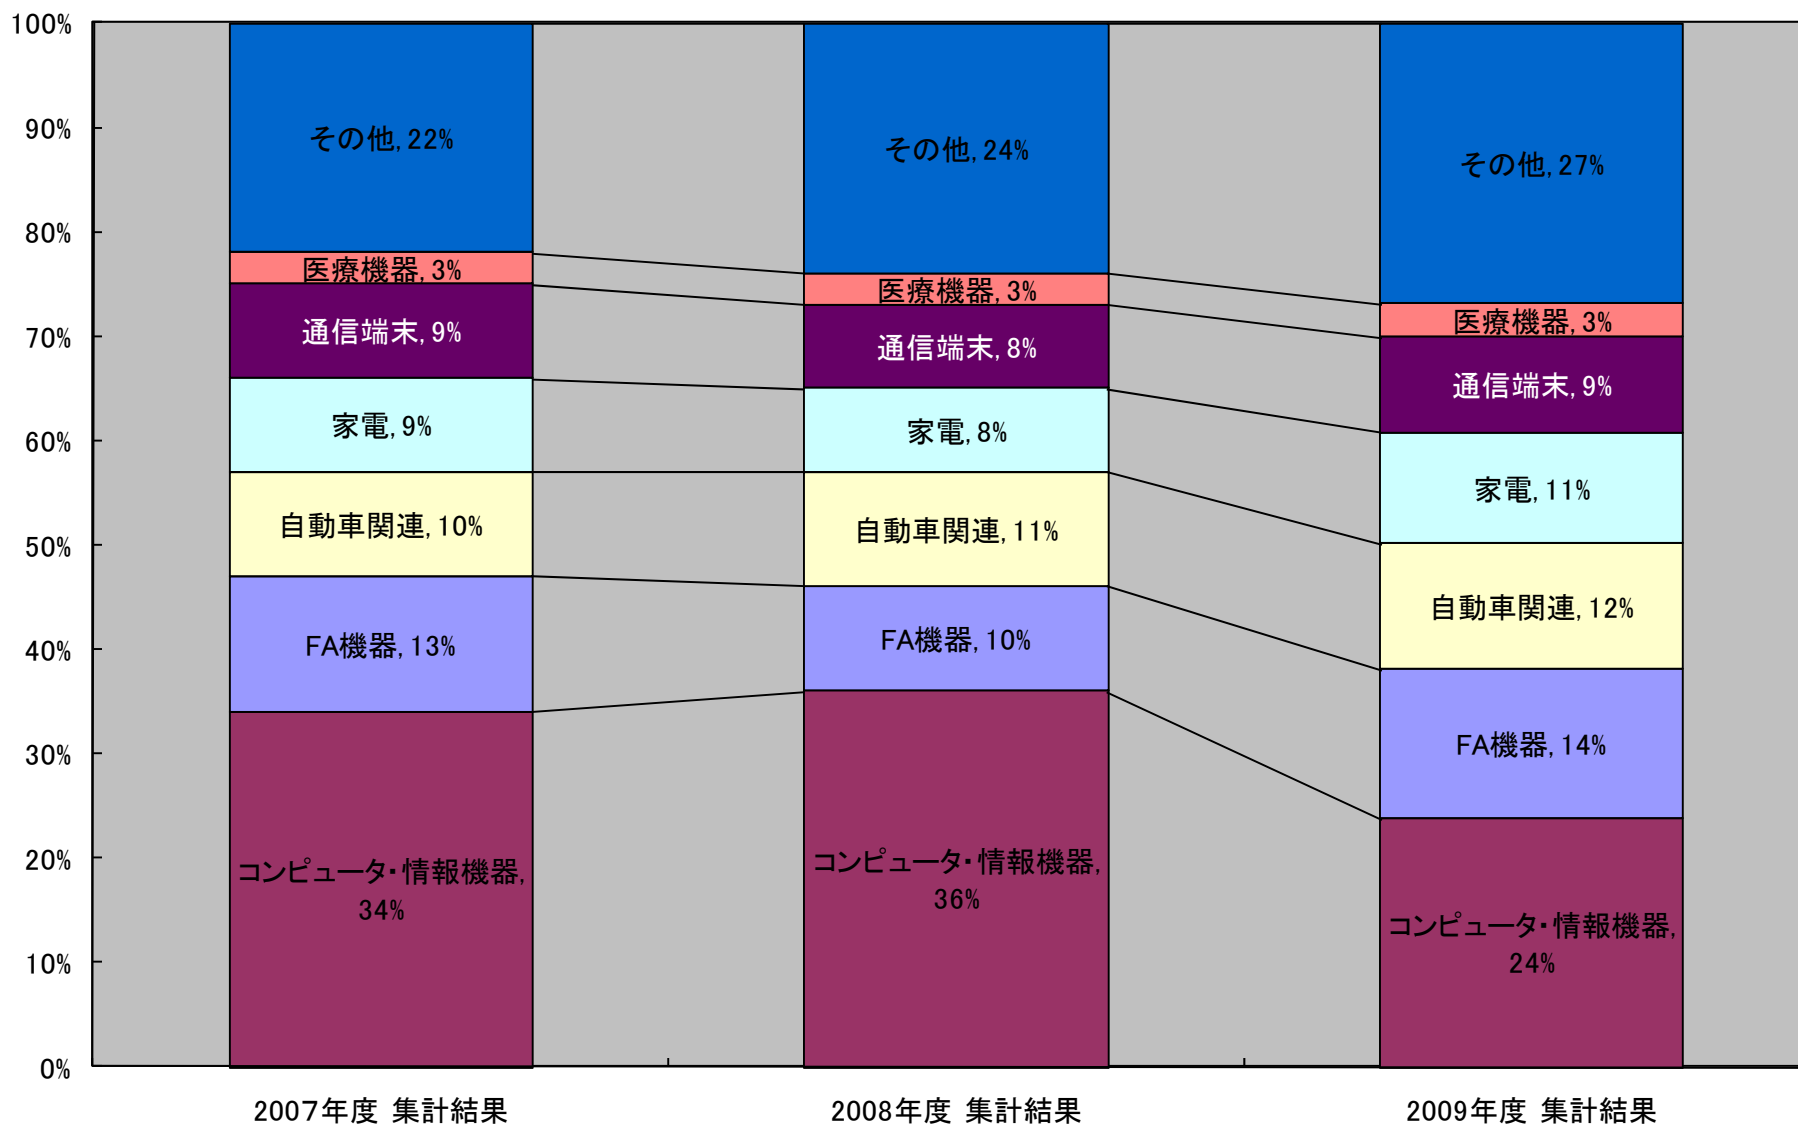 100%
90%
80%
70%
60%
50%
40%
30%
20%
10%
0%
その他, 22%
医療機器, 3%
通信端末, 9%
家電, 9%
自動車関連, 10%
FA機器, 13%
コンピュータ・情報機器,
34%
その他, 24%
医療機器, 3%
通信端末, 8%
家電, 8%
自動車関連, 11%
FA機器, 10%
コンピュータ・情報機器,
36%
その他, 27%
医療機器, 3%
通信端末, 9%
家電, 11%
自動車関連, 12%
FA機器, 14%
コンピュータ・情報機器,
24%
2007年度 集計結果
2008年度 集計結果
2009年度 集計結果